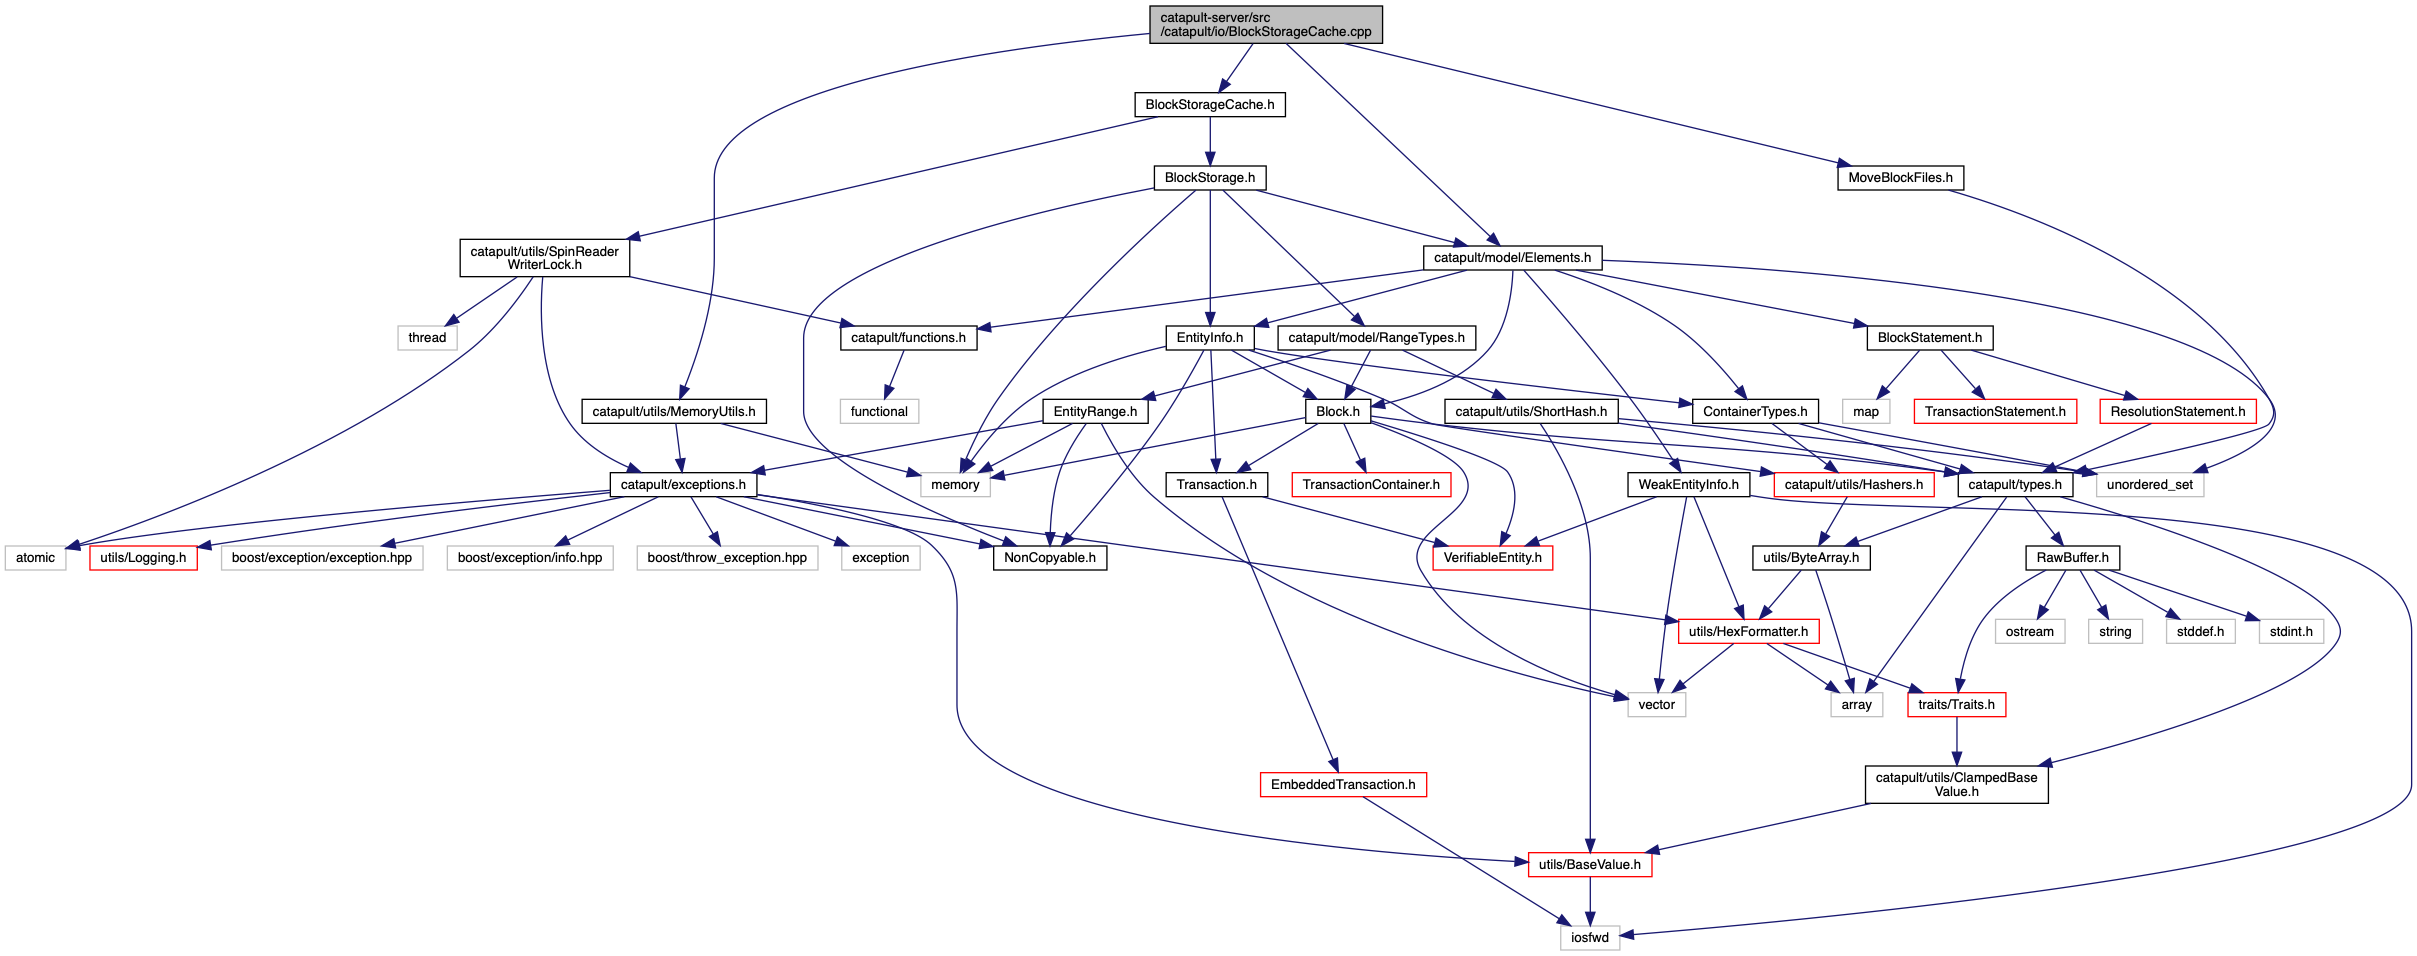 catapult-server/src
/catapult/io/BlockStorageCache.cpp
BlockStorageCache.h
BlockStorage.h
MoveBlockFiles.h
catapult/utils/SpinReader
WriterLock.h
catapult/model/Elements.h
thread
catapult/functions.h
EntityInfo.h
catapult/model/RangeTypes.h
BlockStatement.h
catapult/utils/MemoryUtils.h
functional
EntityRange.h
Block.h
catapult/utils/ShortHash.h
ContainerTypes.h
map
TransactionStatement.h
ResolutionStatement.h
catapult/exceptions.h
memory
Transaction.h
TransactionContainer.h
WeakEntityInfo.h
catapult/utils/Hashers.h
catapult/types.h
unordered_set
atomic
utils/Logging.h
boost/exception/exception.hpp
boost/exception/info.hpp
boost/throw_exception.hpp
exception
NonCopyable.h
VerifiableEntity.h
utils/ByteArray.h
RawBuffer.h
utils/HexFormatter.h
ostream
string
stddef.h
stdint.h
vector
array
traits/Traits.h
EmbeddedTransaction.h
catapult/utils/ClampedBase
Value.h
utils/BaseValue.h
iosfwd